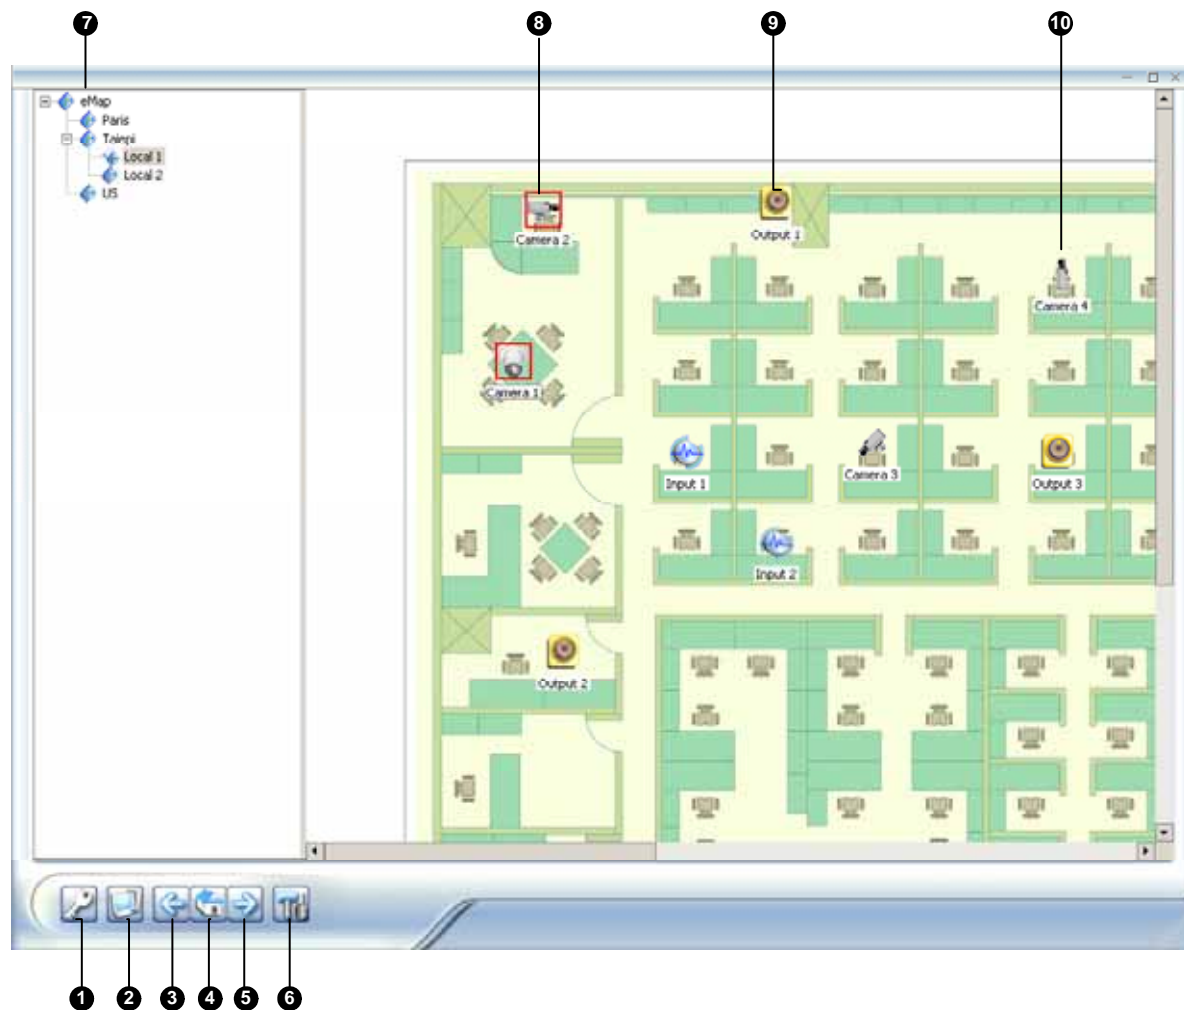 7
8
9
10
eMap
Paris
Taipi
Local 1
Local 2
US
Camera 2
Output 1
Camera 4
Camera 1
Input 1
Camera 3
Output 3
Input 2
Output 2
1
2
3
4
5
6